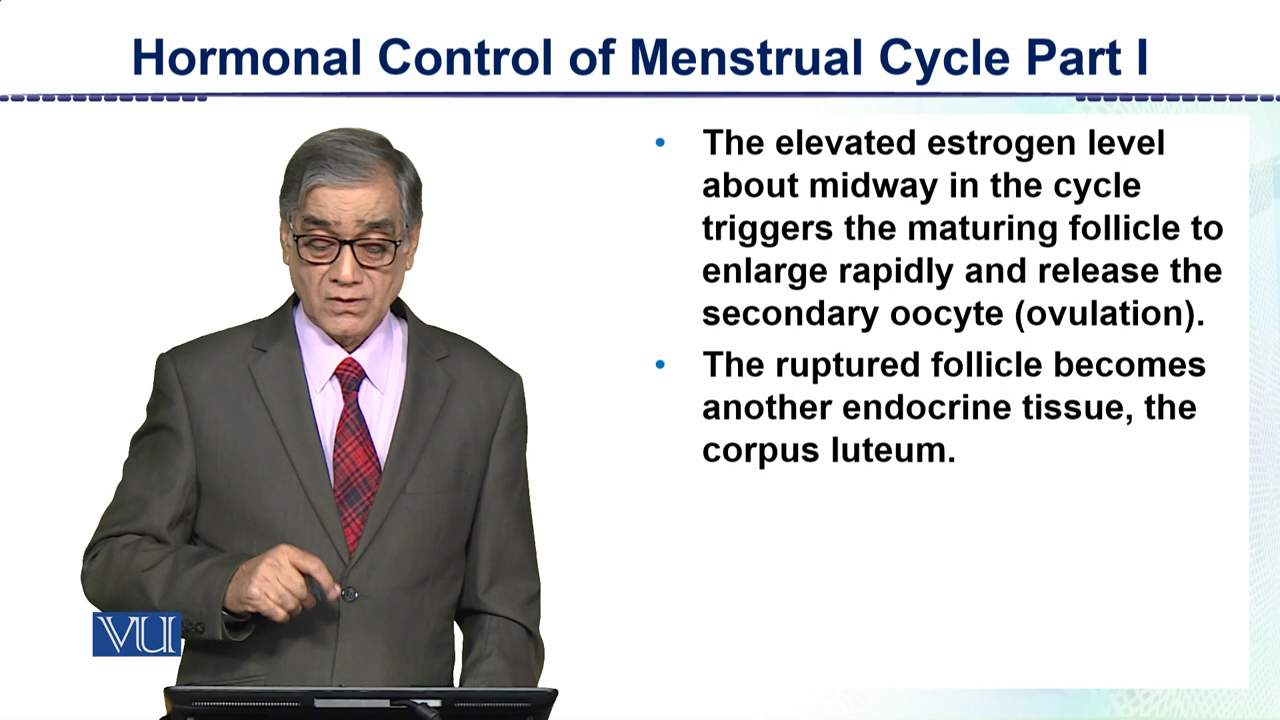 Hormonal Control of Menstrual Cycle Part I
• The elevated estrogen level
about midway in the cycle
triggers the maturing follicle to
enlarge rapidly and release the
secondary oocyte (ovulation).
• The ruptured follicle becomes
another endocrine tissue, the
corpus luteum.
VU